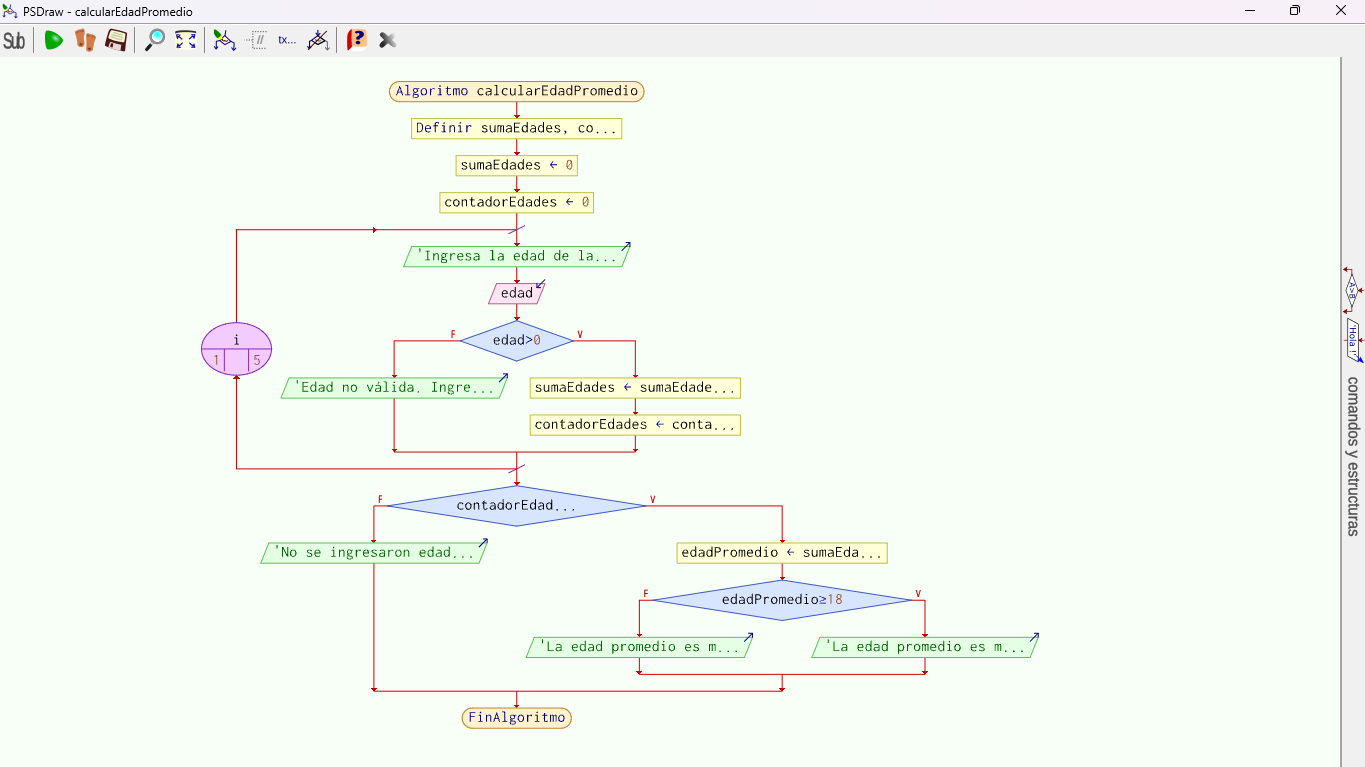 PSDraw - calcularEdadPromedio
Sub
tx...
Algoritmo calcularEdadPromedio
Definir sumaEdades, co...
sumaEdades ← 0
contadorEdades ← 0
'Ingresa la edad de la...
edad
i
1 5
F
edad>0
V
'Edad no válida. Ingre...
sumaEdades ← sumaEdade...
contadorEdades ← conta...
F
contadorEdad...
V
'No se ingresaron edad...
edadPromedio ← sumaEda...
F
edadPromedio≥18
V
'La edad promedio es m...
'La edad promedio es m...
FinAlgoritmo
A>B
'Hola !'
comandos y estructuras